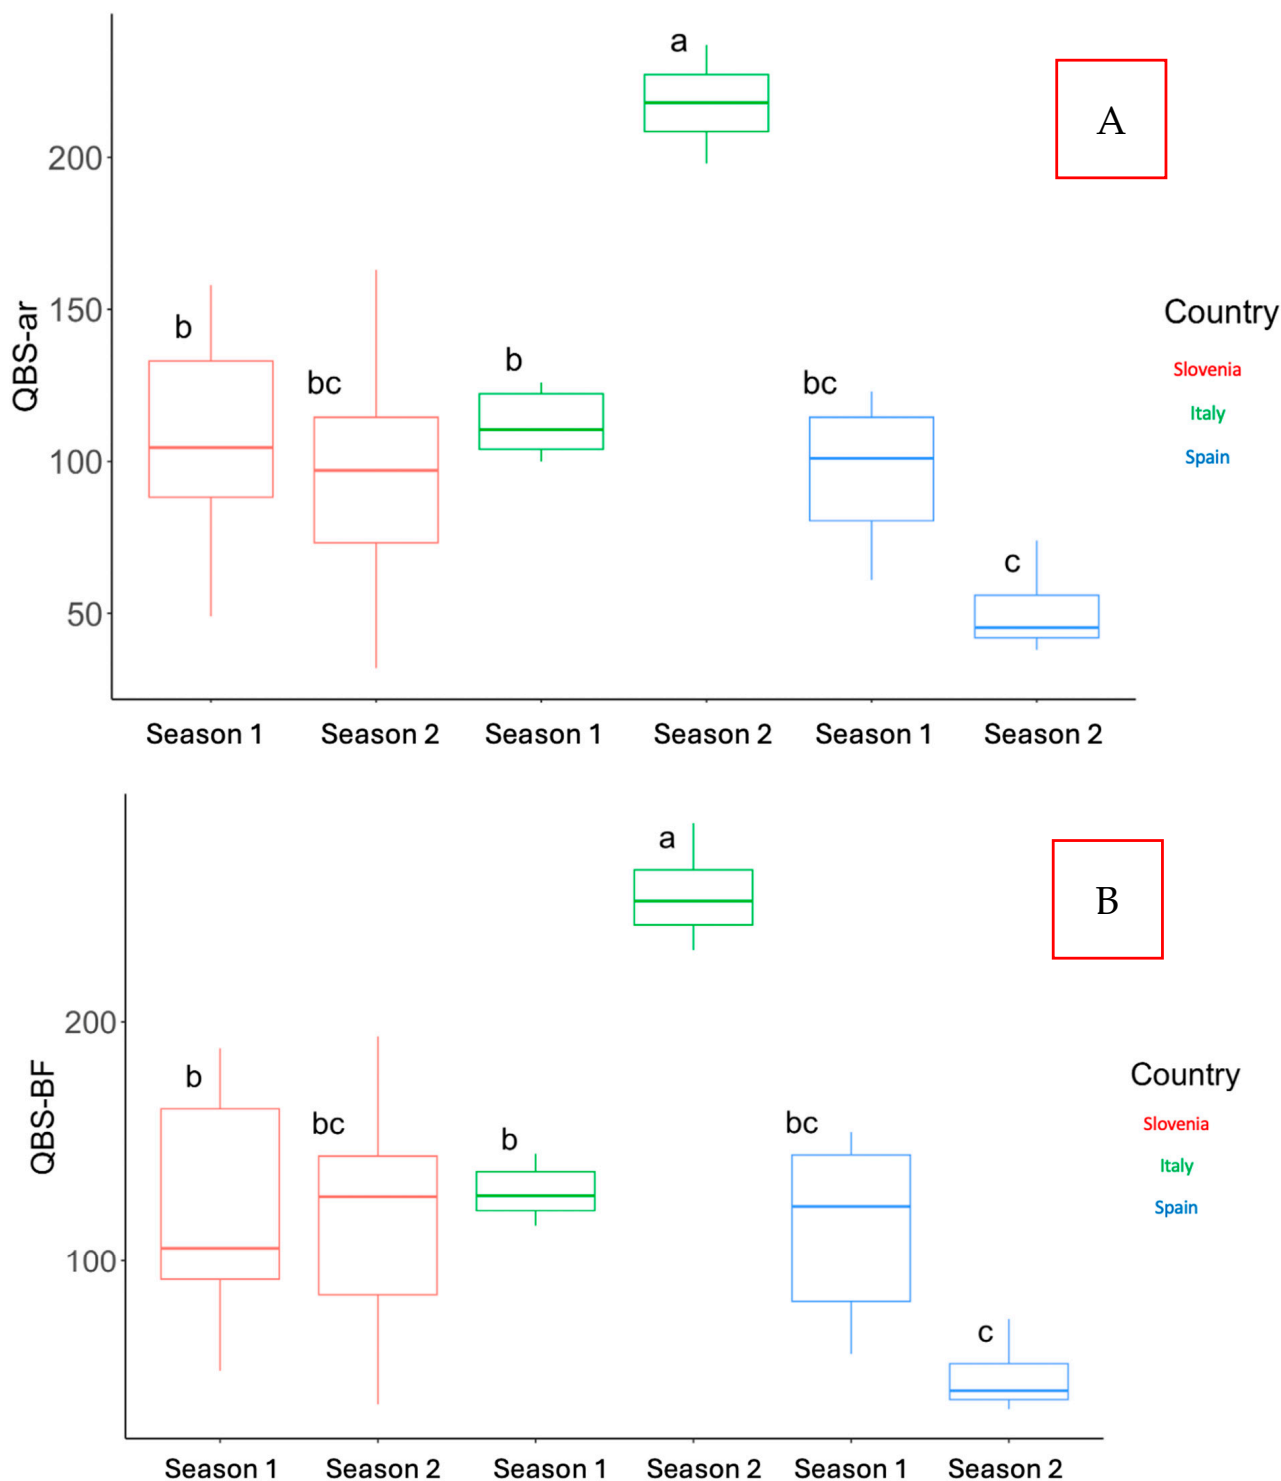 a
A
200
QBS-ar
150
b
bc
b
bc
Country
Slovenia
Italy
Spain
100
c
50
Season 1 Season 2 Season 1 Season 2 Season 1 Season 2
a
B
200
QBS-BF
b
bc
b
bc
Country
Slovenia
Italy
Spain
100
c
Season 1 Season 2 Season 1 Season 2 Season 1 Season 2